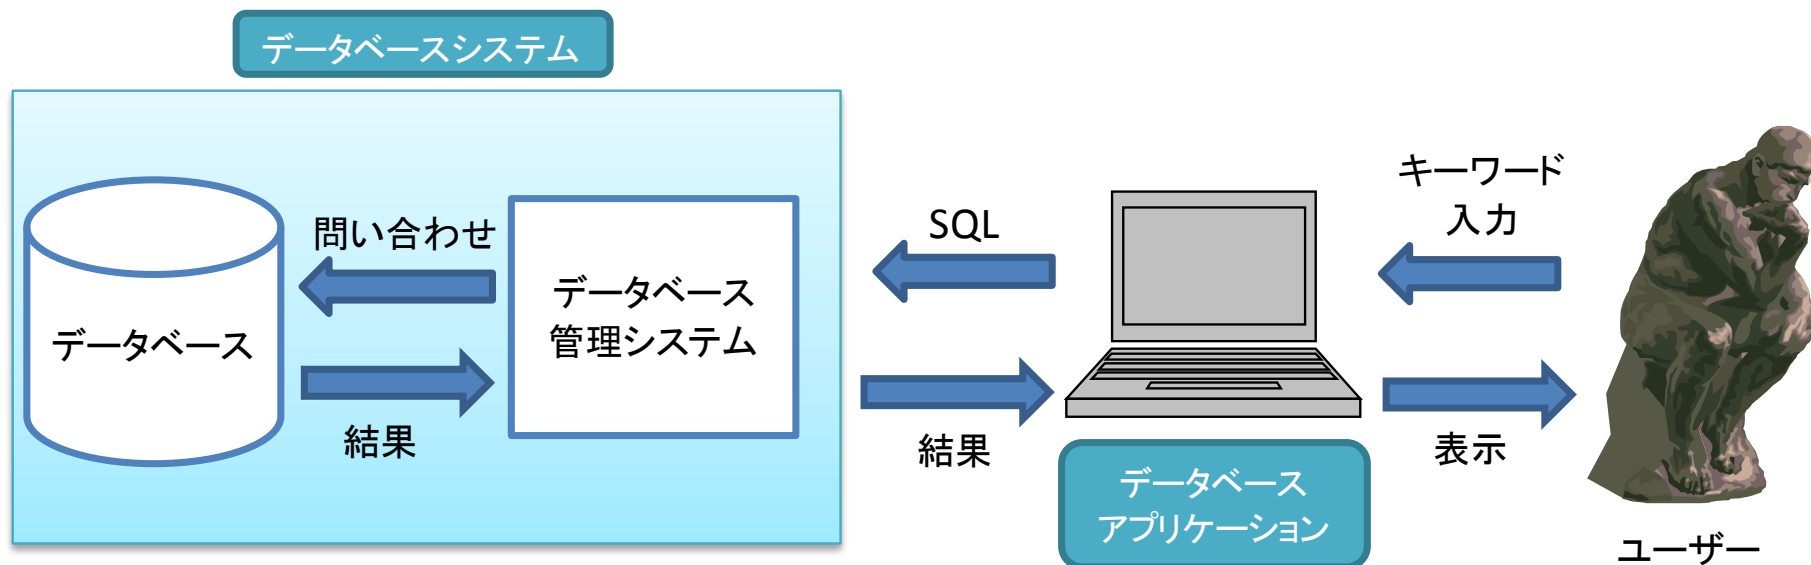 データベースシステム
問い合わせ
データベース
結果
データベース
管理システム
SQL
結果
データベース
アプリケーション
キーワード
入力
表示
ユーザー